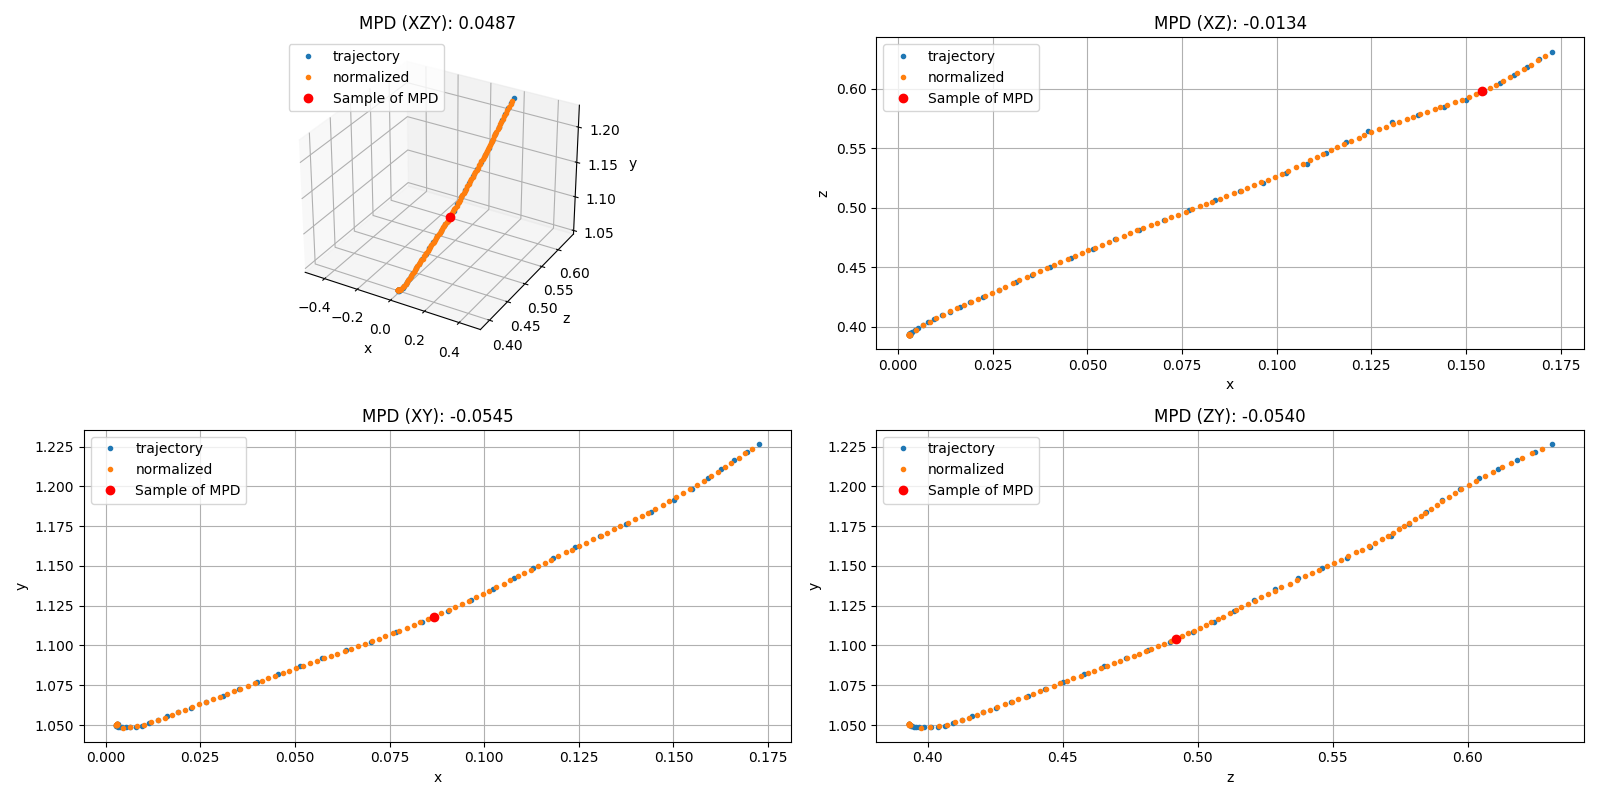 MPD (XZY): 0.0487
trajectory
normalized
Sample of MPD
1.20
1.15
1.10
1.05
y
0.60
0.55
0.50
0.45
0.40
z
−0.4
−0.2
0.0
0.2
0.4
x
MPD (XZ): -0.0134
trajectory
normalized
Sample of MPD
0.60
0.55
0.50
0.45
0.40
z
0.000 0.025 0.050 0.075 0.100 0.125 0.150 0.175
x
MPD (XY): -0.0545
trajectory
normalized
Sample of MPD
1.225
1.200
1.175
1.150
1.125
1.100
1.075
1.050
y
0.000 0.025 0.050 0.075 0.100 0.125 0.150 0.175
x
MPD (ZY): -0.0540
trajectory
normalized
Sample of MPD
1.225
1.200
1.175
1.150
1.125
1.100
1.075
1.050
y
0.40 0.45 0.50 0.55 0.60
z